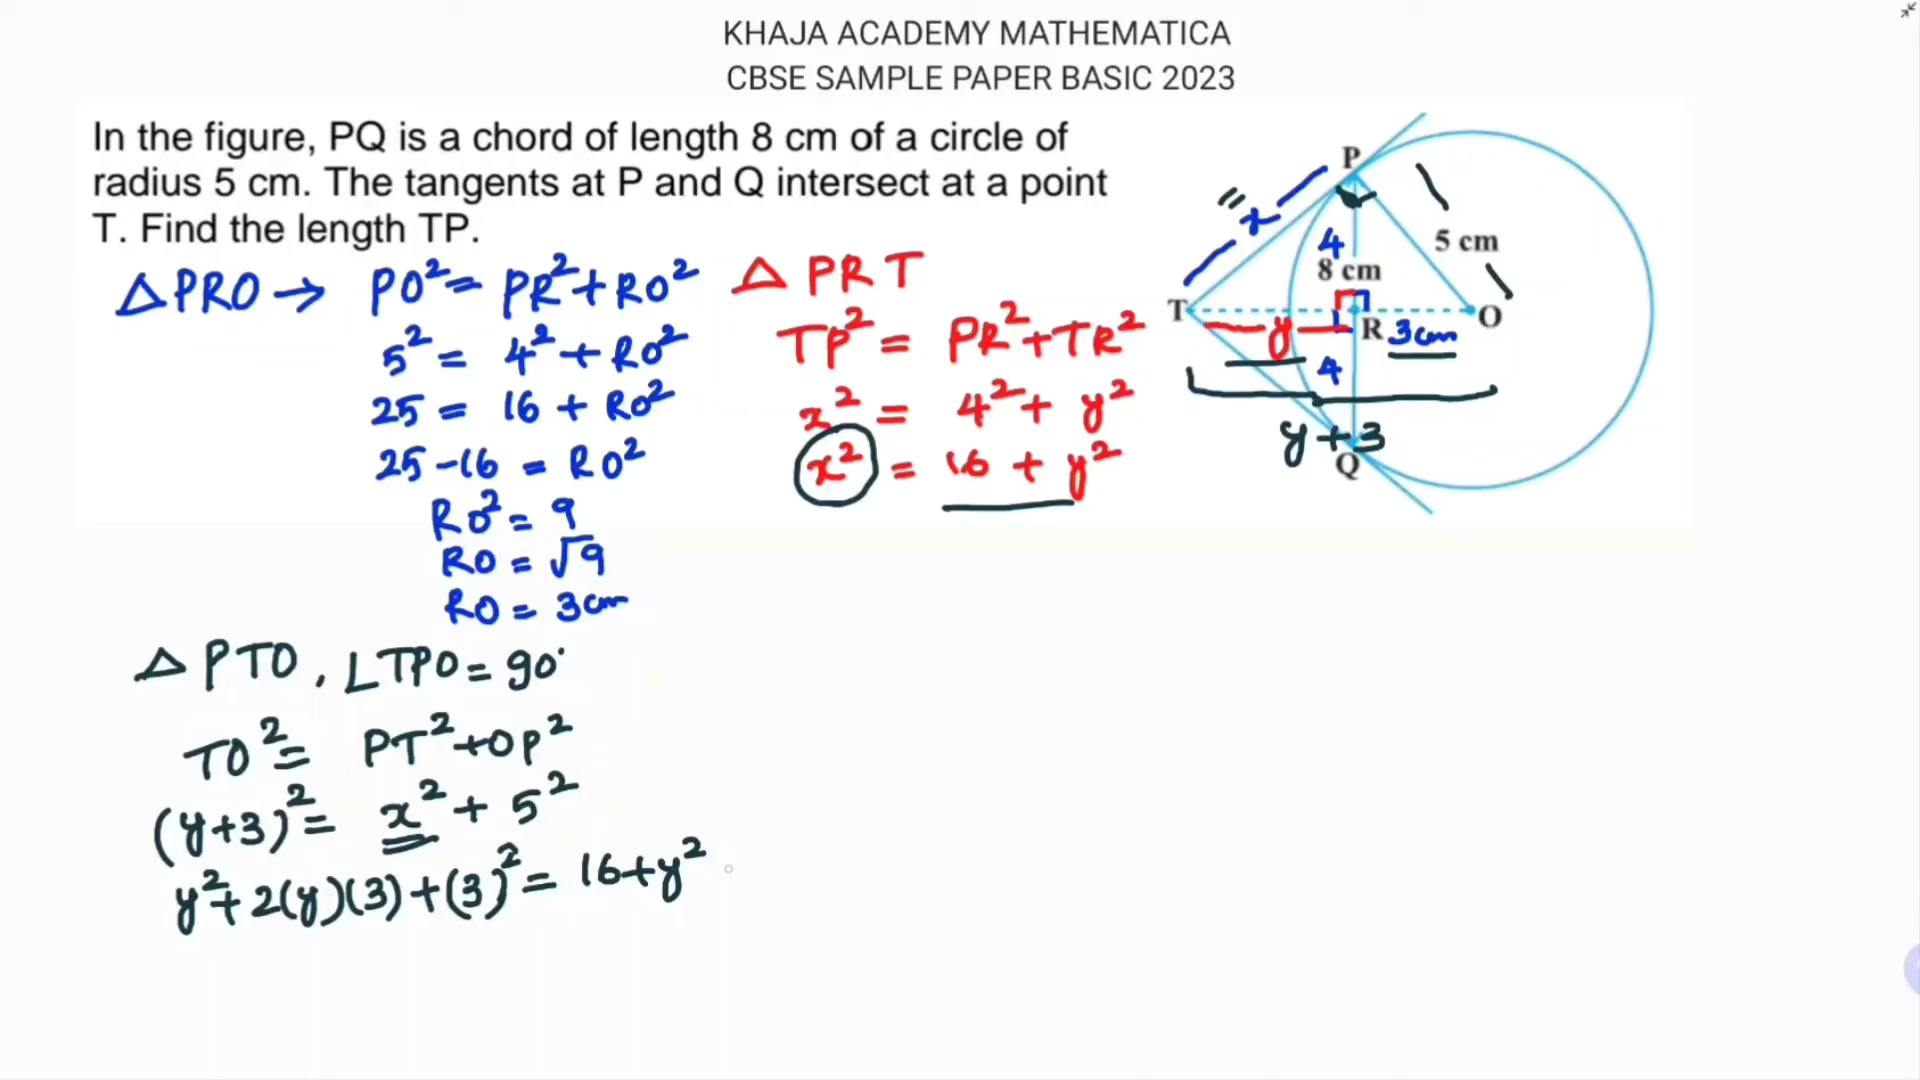 KHAJA ACADEMY MATHEMATICA
CBSE SAMPLE PAPER BASIC 2023
In the figure, PQ is a chord of length 8 cm of a circle of
radius 5 cm. The tangents at P and Q intersect at a point
T. Find the length TP.
△PRO → PO² = PR² + RO²
5² = 4² + RO²
25 = 16 + RO²
25 - 16 = RO²
RO² = 9
RO = √9
RO = 3cm
△ PRT
TP² = PR² + TR²
x² = 4² + y²
x² = 16 + y²
P
x
4
5 cm
8 cm
T
y
R
3cm
O
4
y + 3
Q
△ PTO, ∠TPO = 90°
TO² = PT² + OP²
(y+3)² = x² + 5²
y² + 2(y)(3) + (3)² = 16 + y²